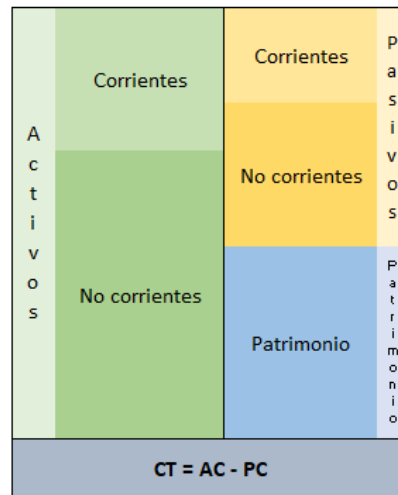 Activos
Corrientes
No corrientes
Corrientes
No corrientes
Pasivos
Patrimonio
Patrimonio
CT = AC - PC